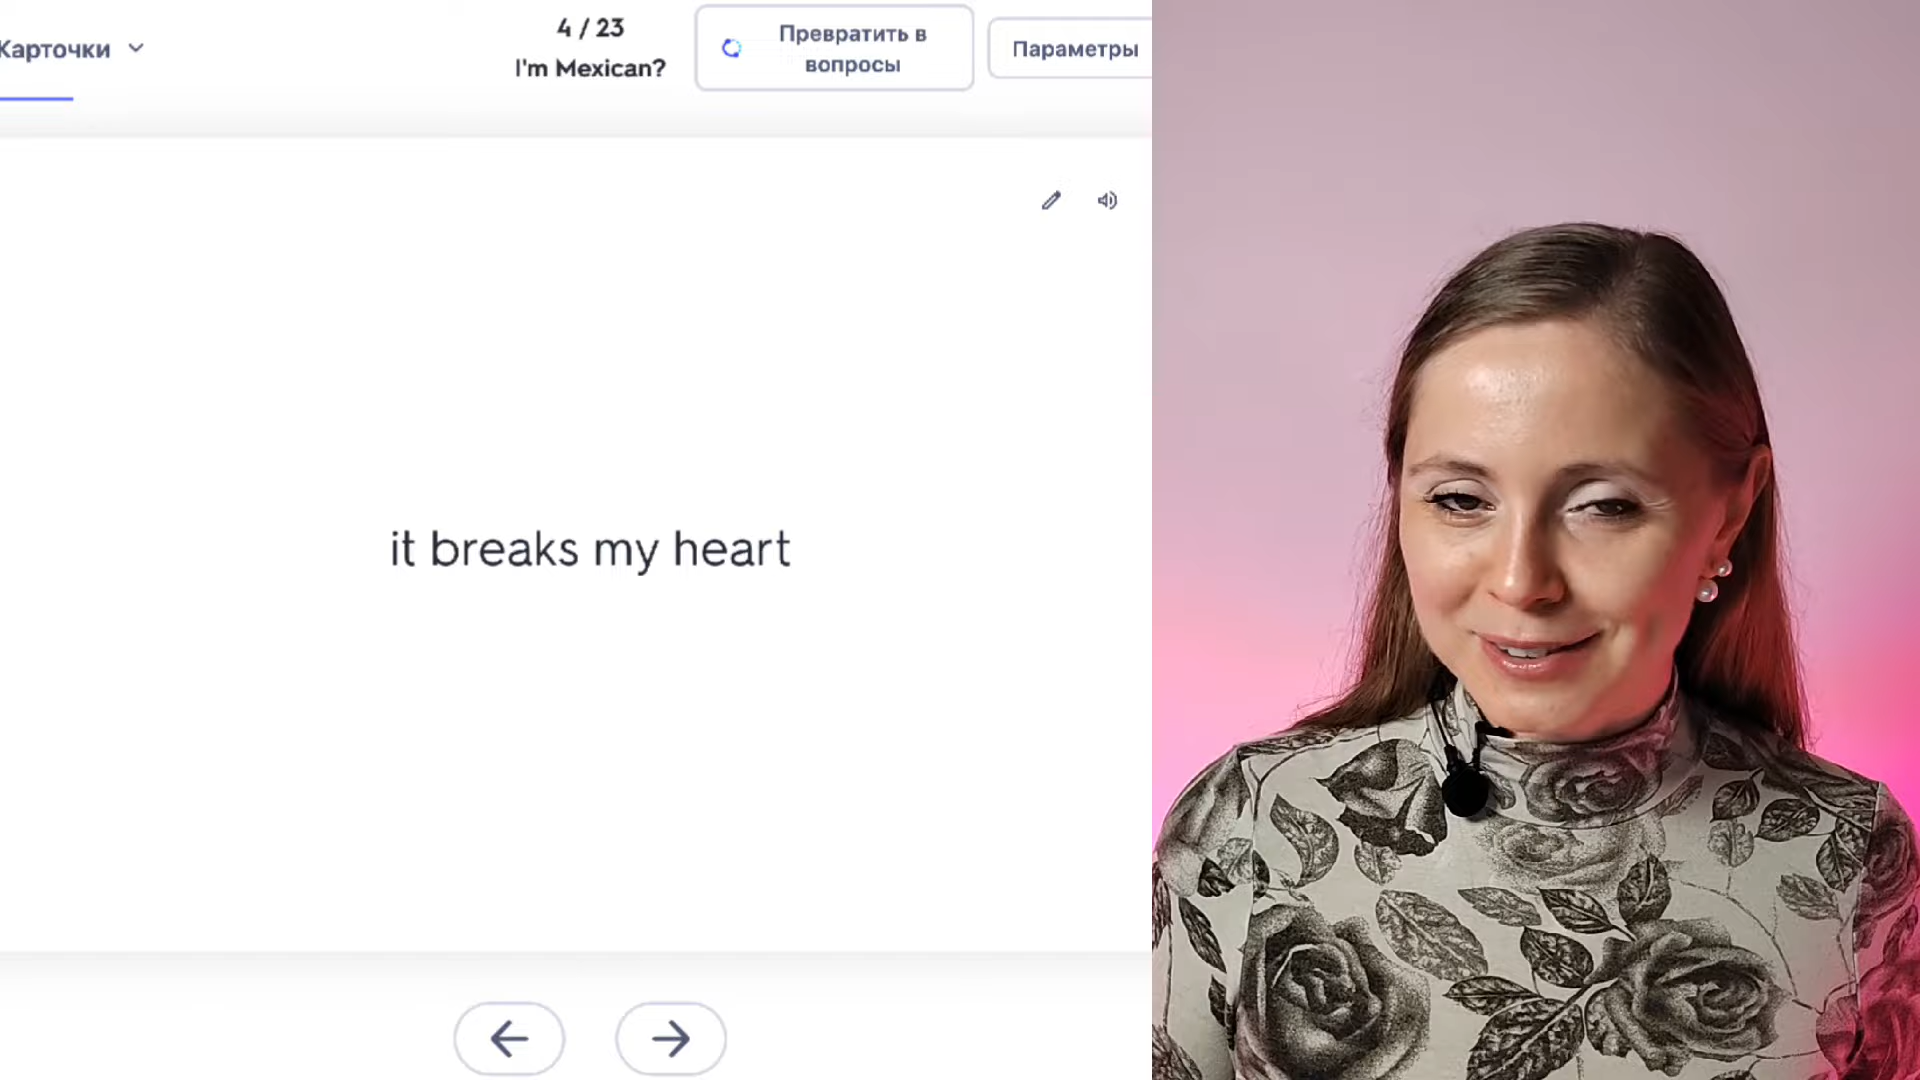 Карточки
4 / 23
I'm Mexican?
Превратить в
вопросы
Параметры
it breaks my heart